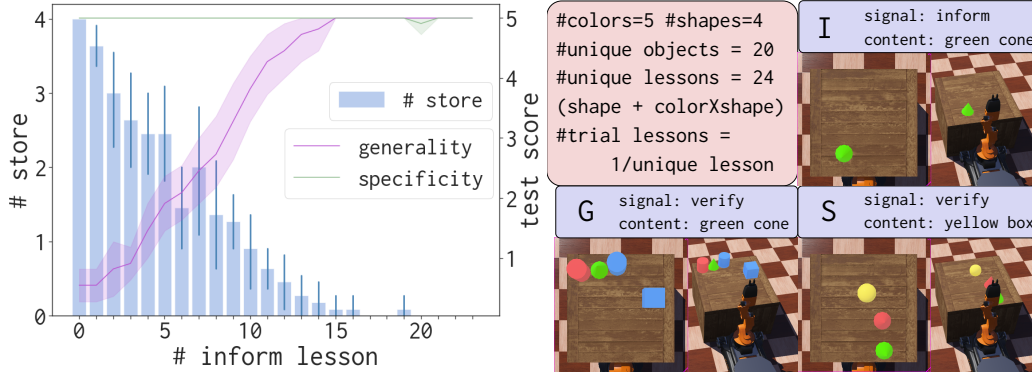 4
3
2
1
0
# store
5
4
3
2
1
test score
# store
generality
specificity
0
5
10
15
20
# inform lesson
#colors=5 #shapes=4
#unique objects = 20
#unique lessons = 24
(shape + colorXshape)
#trial lessons =
1/unique lesson
I
signal: inform
content: green cone
G
signal: verify
content: green cone
S
signal: verify
content: yellow box